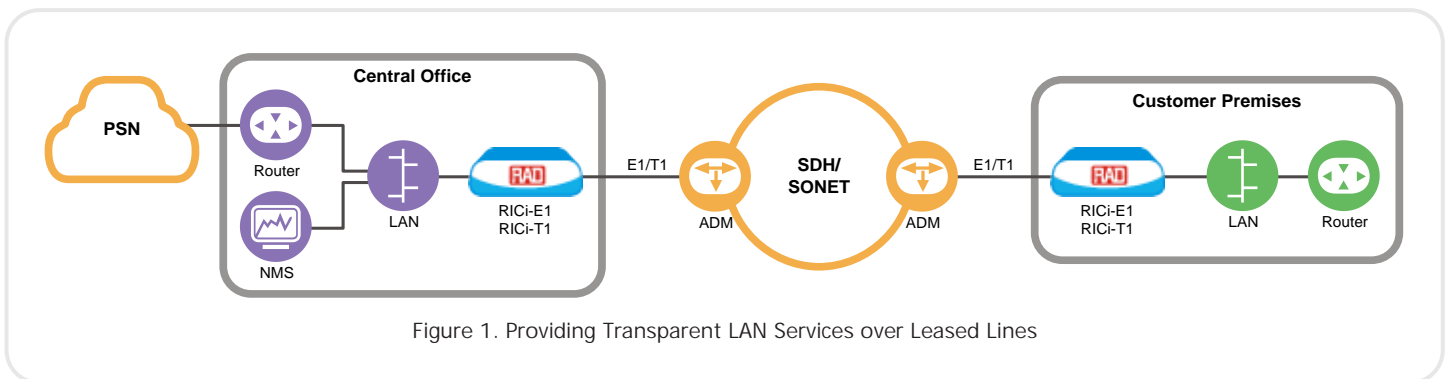 Central Office
PSN
Router
NMS
LAN
RAD
RICi-E1
RICi-T1
E1/T1
ADM
SDH/
SONET
ADM
E1/T1
Customer Premises
RAD
RICi-E1
RICi-T1
LAN
Router
Figure 1. Providing Transparent LAN Services over Leased Lines